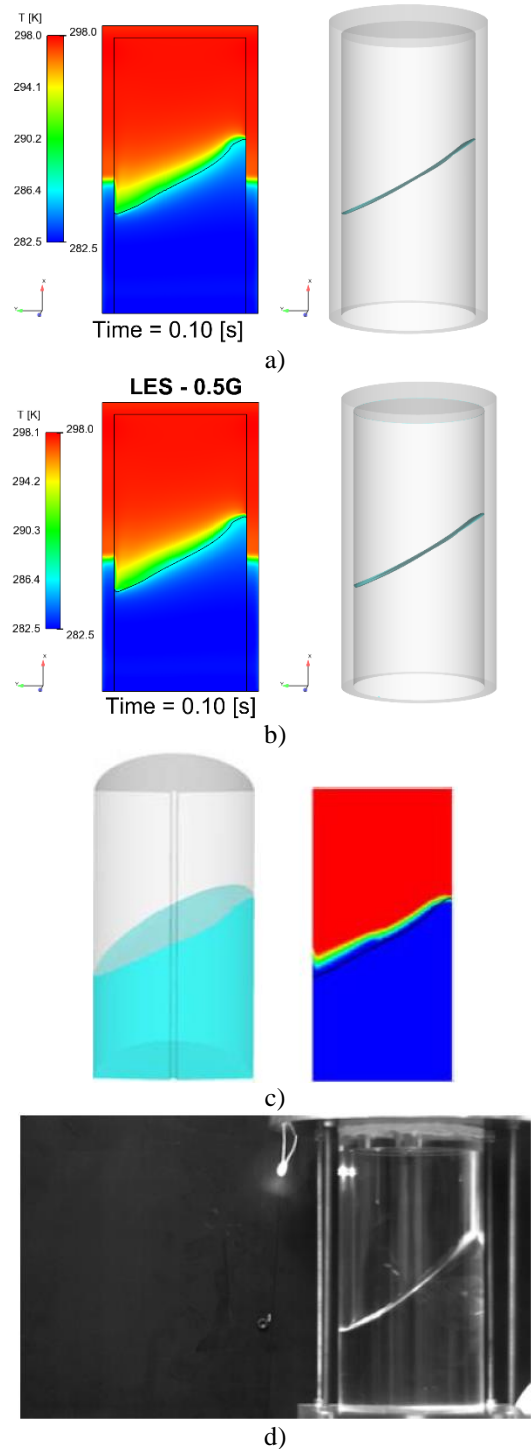 T [K]
298.0
298.0
294.1
290.2
286.4
282.5
282.5
X
Y
X
Y
Time = 0.10 [s]
a)
LES - 0.5G
T [K]
298.1
298.0
294.2
290.3
286.4
282.5
282.5
X
Y
X
Y
Time = 0.10 [s]
b)
c)
d)